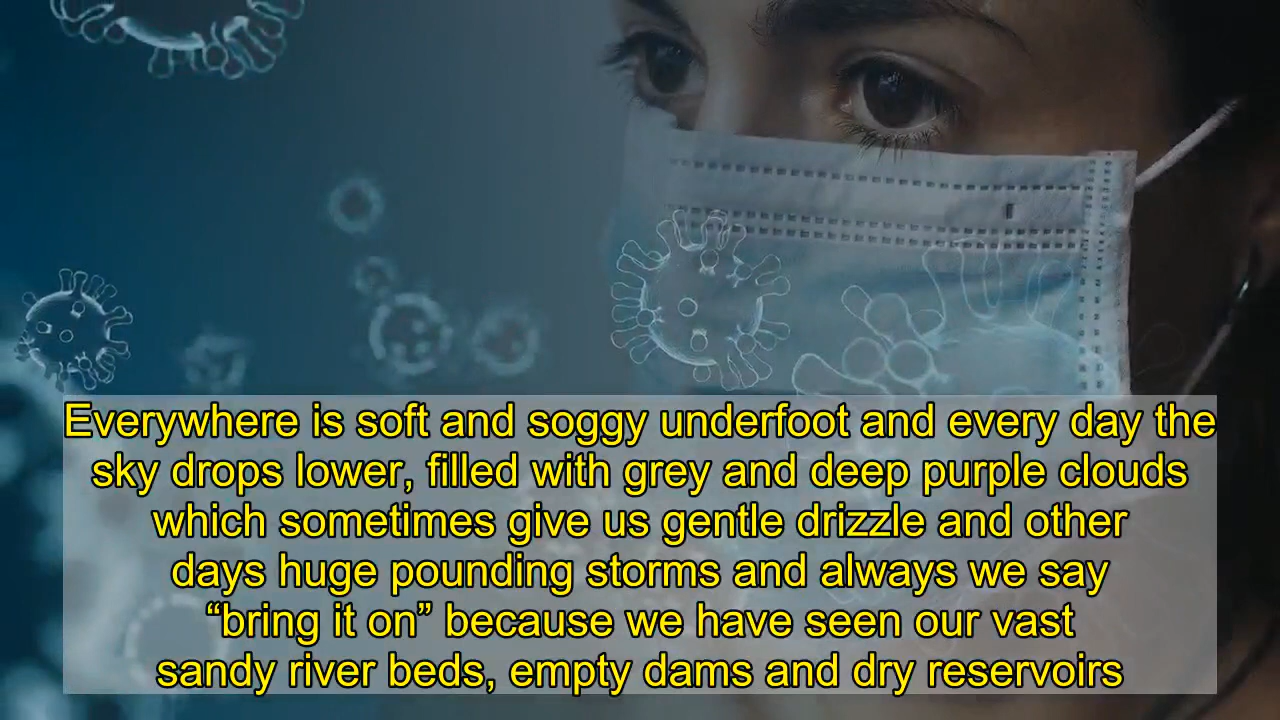 Everywhere is soft and soggy underfoot and every day the
sky drops lower, filled with grey and deep purple clouds
which sometimes give us gentle drizzle and other
days huge pounding storms and always we say
“bring it on” because we have seen our vast
sandy river beds, empty dams and dry reservoirs